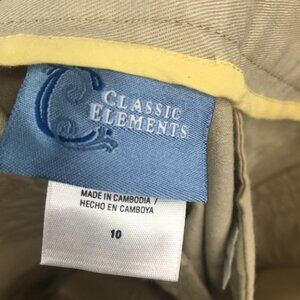 CLASSIC
ELEMENTS
MADE IN CAMBODIA /
HECHO EN CAMBOYA
10